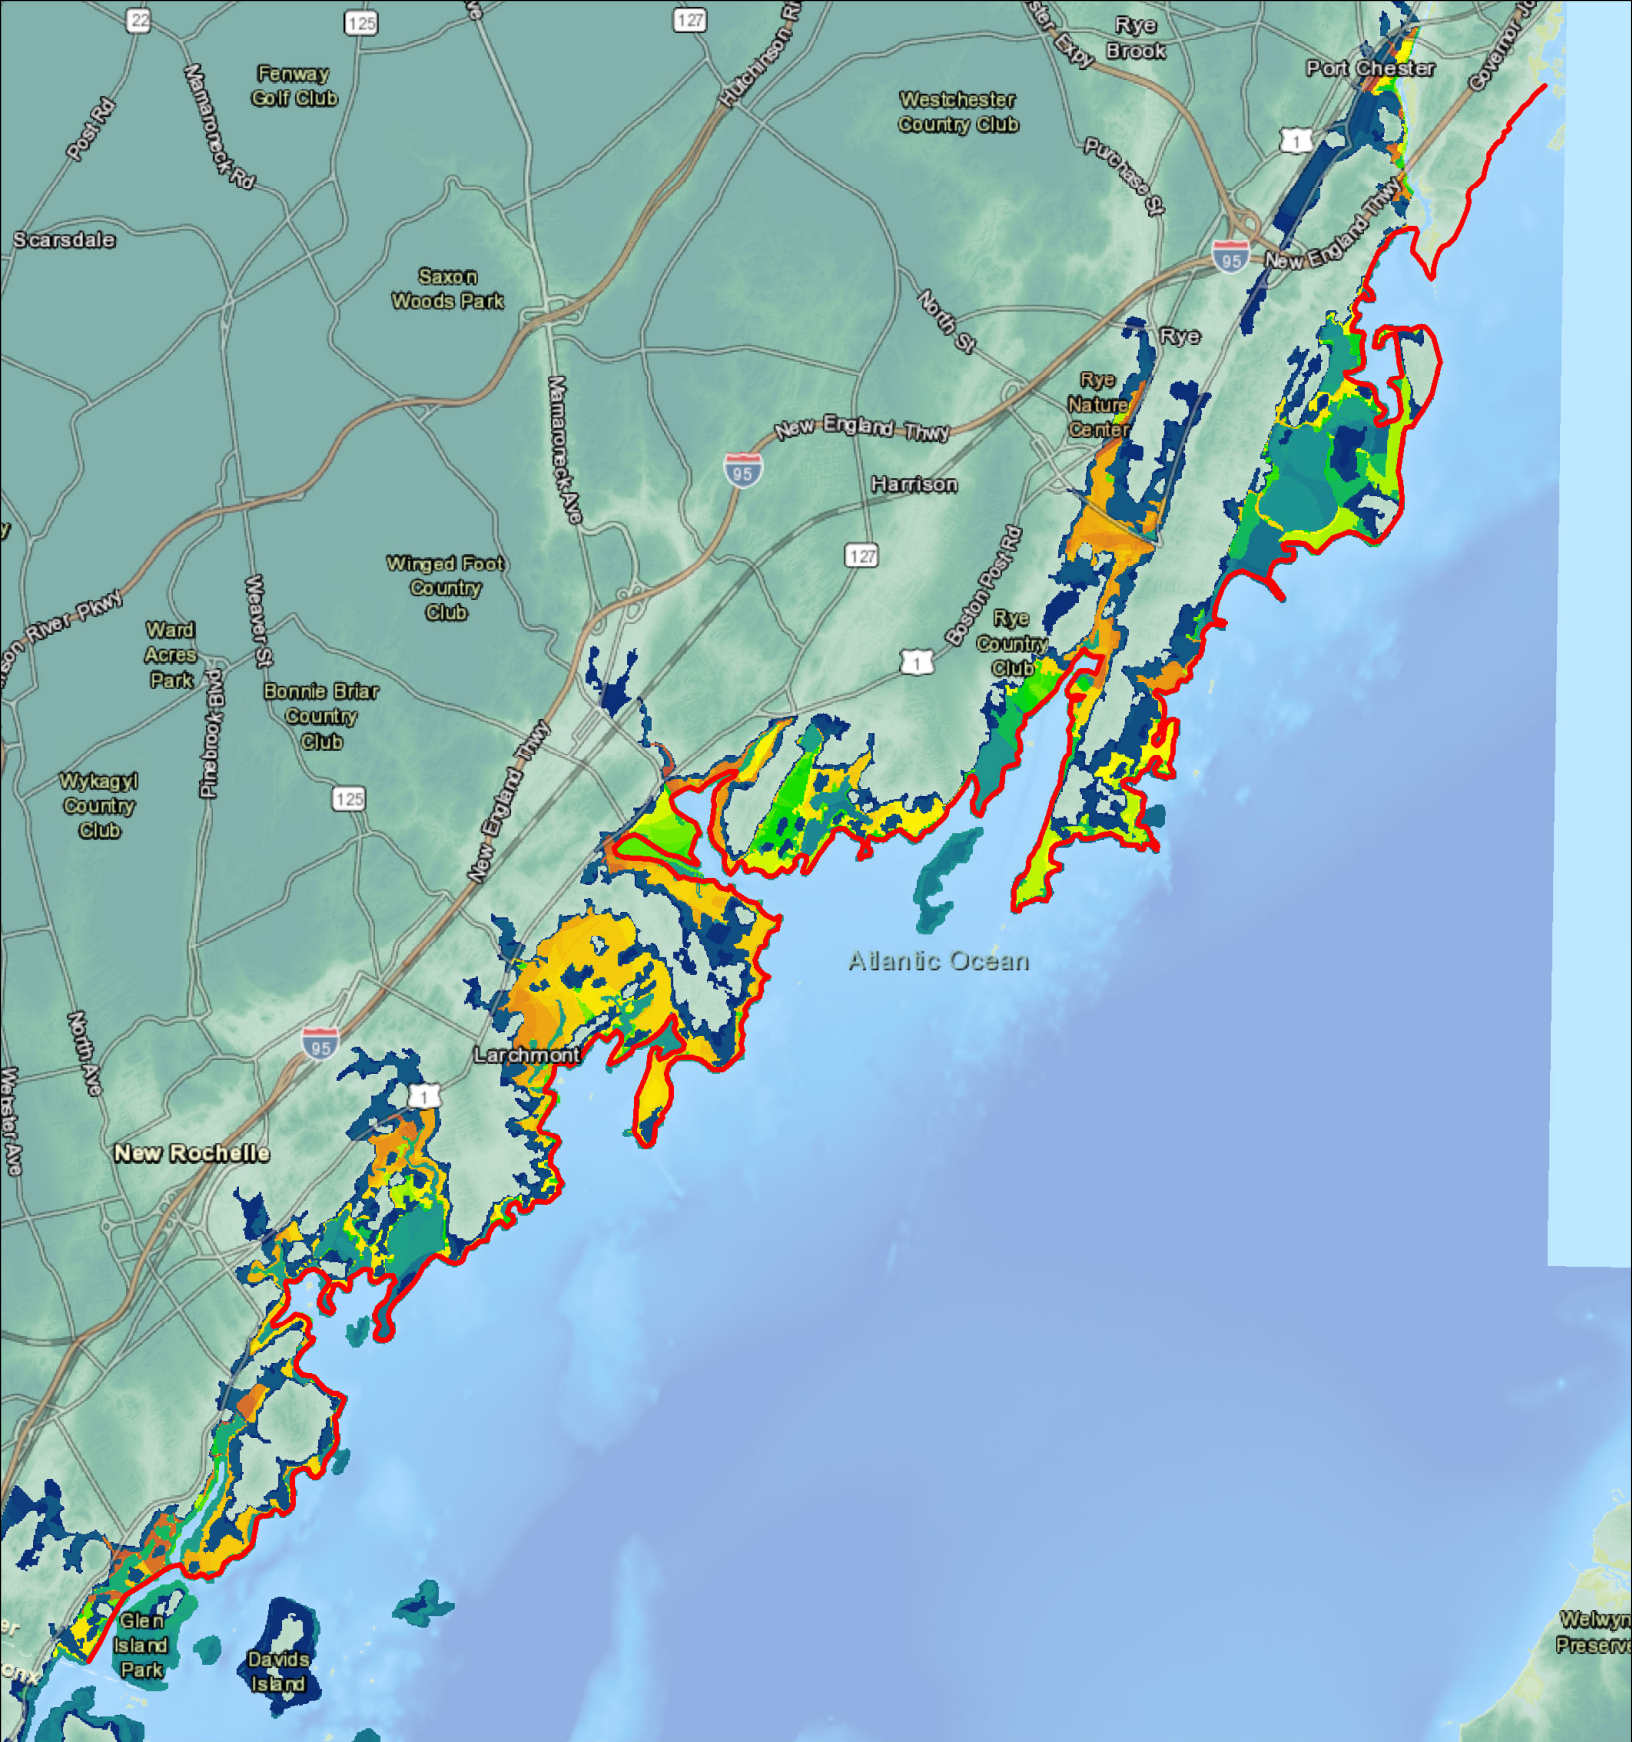 22
125
127
Rye
Brook
Port Chester
Fenway
Golf Club
Post Rd
Mamaroneck Rd
Westchester
Country Club
1
Purchase St
New England Thwy
95
Scarsdale
Saxon
Woods Park
North St
Rye
Rye
Nature
Center
Mamaroneck Ave
New England Thwy
95
Harrison
127
Boston Post Rd
Winged Foot
Country
Club
Weaver St
Ward
Acres
Park
Pinebrook Blvd
Bonnie Briar
Country
Club
Rye
Country
Club
1
New England Thwy
Wykagyl
Country
Club
125
Atlantic Ocean
North Ave
95
Larchmont
1
Webster Ave
New Rochelle
Glen
Island
Park
Davids
Island
Welwyn
Preserve